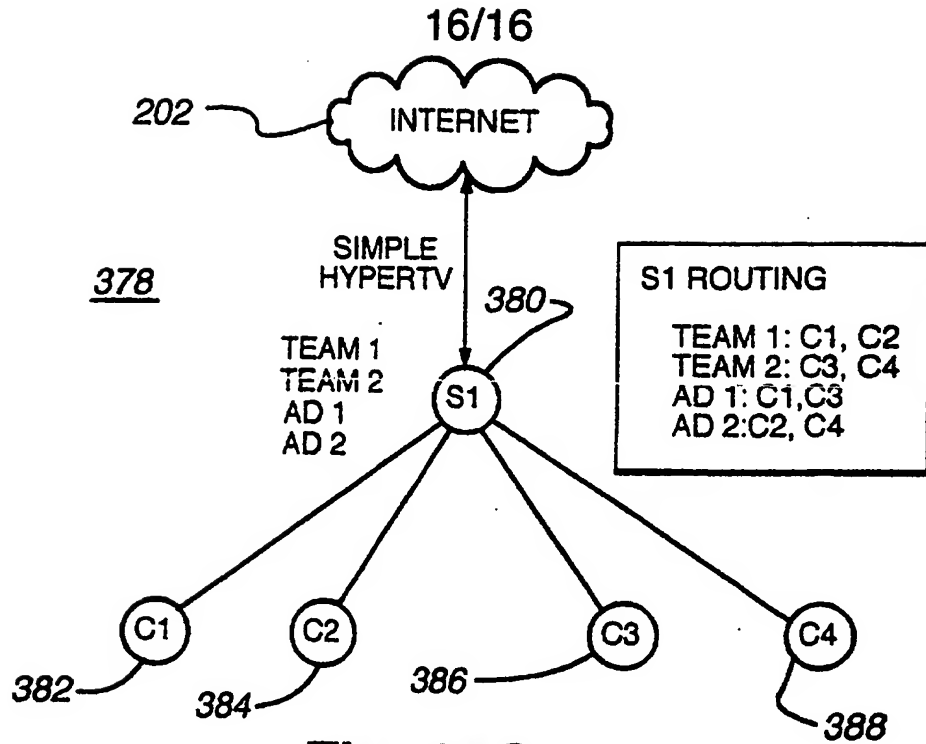 16/16
202
INTERNET
SIMPLE
HYPERTV
378
380
S1 ROUTING
TEAM 1: C1, C2
TEAM 2: C3, C4
AD 1: C1,C3
AD 2:C2, C4
TEAM 1
TEAM 2
AD 1
AD 2
S1
C1
C2
C3
C4
382
384
386
388